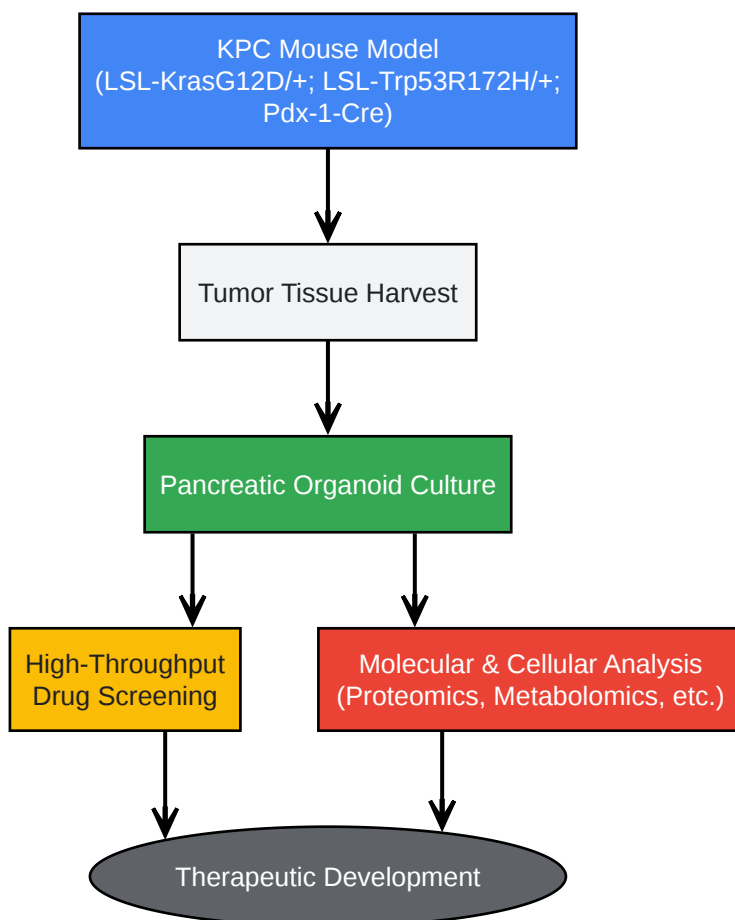 KPC Mouse Model
(LSL-KrasG12D/+; LSL-Trp53R172H/+;
Pdx-1-Cre)
Tumor Tissue Harvest
Pancreatic Organoid Culture
High-Throughput
Drug Screening
Molecular & Cellular Analysis
(Proteomics, Metabolomics, etc.)
Therapeutic Development